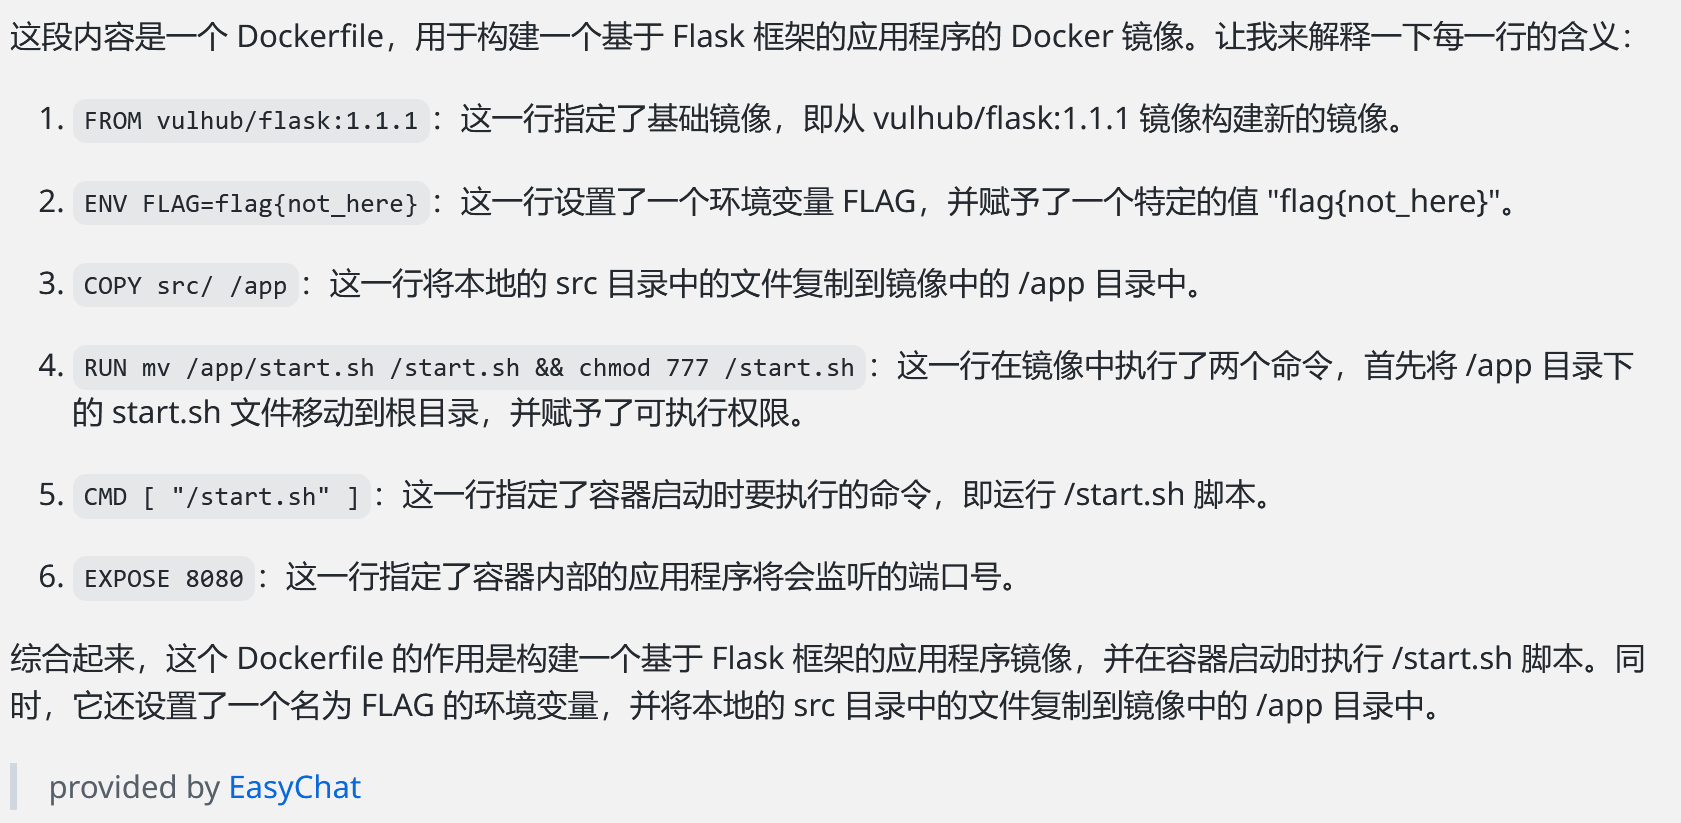 这段内容是一个 Dockerfile，用于构建一个基于 Flask 框架的应用程序的 Docker 镜像。让我来解释一下每一行的含义：
1. FROM vulhub/flask:1.1.1 ：这一行指定了基础镜像，即从 vulhub/flask:1.1.1 镜像构建新的镜像。
2. ENV FLAG=flag{not_here} ：这一行设置了一个环境变量 FLAG，并赋予了一个特定的值 "flag{not_here}"。
3. COPY src/ /app ：这一行将本地的 src 目录中的文件复制到镜像中的 /app 目录中。
4. RUN mv /app/start.sh /start.sh && chmod 777 /start.sh ：这一行在镜像中执行了两个命令，首先将 /app 目录下
的 start.sh 文件移动到根目录，并赋予了可执行权限。
5. CMD [ "/start.sh" ] ：这一行指定了容器启动时要执行的命令，即运行 /start.sh 脚本。
6. EXPOSE 8080 ：这一行指定了容器内部的应用程序将会监听的端口号。
综合起来，这个 Dockerfile 的作用是构建一个基于 Flask 框架的应用程序镜像，并在容器启动时执行 /start.sh 脚本。同
时，它还设置了一个名为 FLAG 的环境变量，并将本地的 src 目录中的文件复制到镜像中的 /app 目录中。
provided by EasyChat